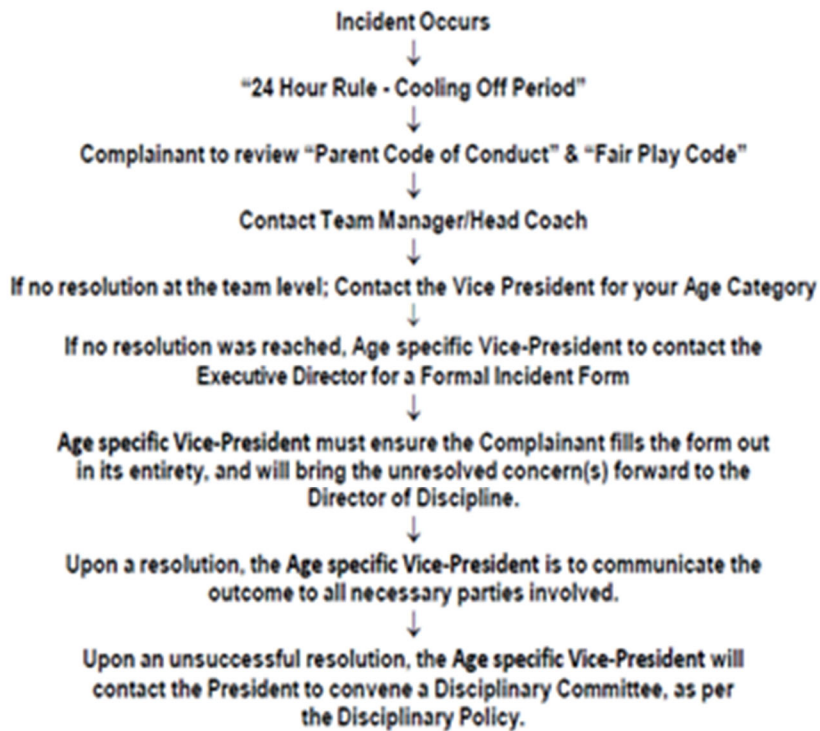 Incident Occurs
↓
“24 Hour Rule - Cooling Off Period”
↓
Complainant to review “Parent Code of Conduct” & “Fair Play Code”
↓
Contact Team Manager/Head Coach
↓
If no resolution at the team level; Contact the Vice President for your Age Category
↓
If no resolution was reached, Age specific Vice-President to contact the
Executive Director for a Formal Incident Form
↓
Age specific Vice-President must ensure the Complainant fills the form out
in its entirety, and will bring the unresolved concern(s) forward to the
Director of Discipline.
↓
Upon a resolution, the Age specific Vice-President is to communicate the
outcome to all necessary parties involved.
↓
Upon an unsuccessful resolution, the Age specific Vice-President will
contact the President to convene a Disciplinary Committee, as per
the Disciplinary Policy.